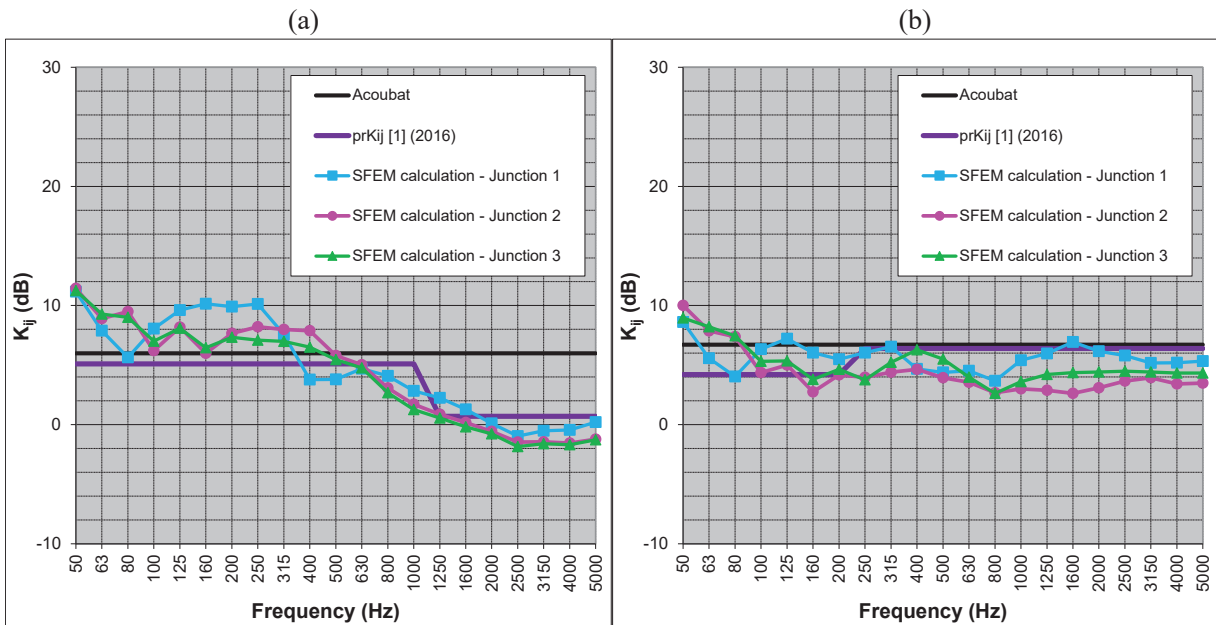 (a)
30
20
10
0
-10
Kij (dB)
Acoubat
prKij [1] (2016)
SFEM calculation - Junction 1
SFEM calculation - Junction 2
SFEM calculation - Junction 3
50 63 80 100 125 160 200 250 315 400 500 630 800 1000 1250 1600 2000 2500 3150 4000 5000
Frequency (Hz)
(b)
30
20
10
0
-10
Kij (dB)
Acoubat
prKij [1] (2016)
SFEM calculation - Junction 1
SFEM calculation - Junction 2
SFEM calculation - Junction 3
50 63 80 100 125 160 200 250 315 400 500 630 800 1000 1250 1600 2000 2500 3150 4000 5000
Frequency (Hz)